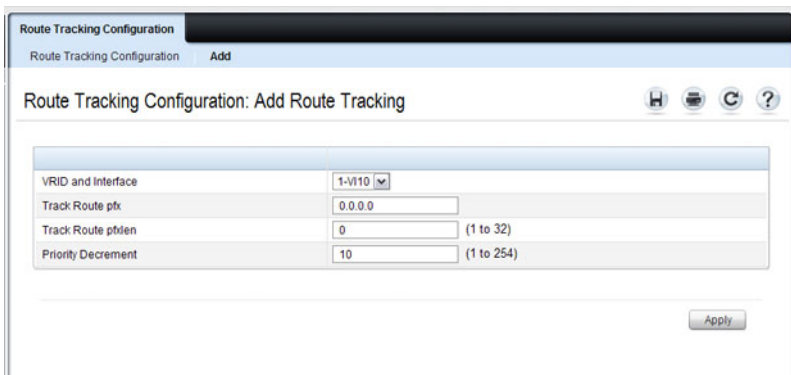 Route Tracking Configuration
Route Tracking Configuration Add
Route Tracking Configuration: Add Route Tracking
VRID and Interface 1-Vl10
Track Route pfx 0.0.0.0
Track Route pfxlen 0 (1 to 32)
Priority Decrement 10 (1 to 254)
Apply